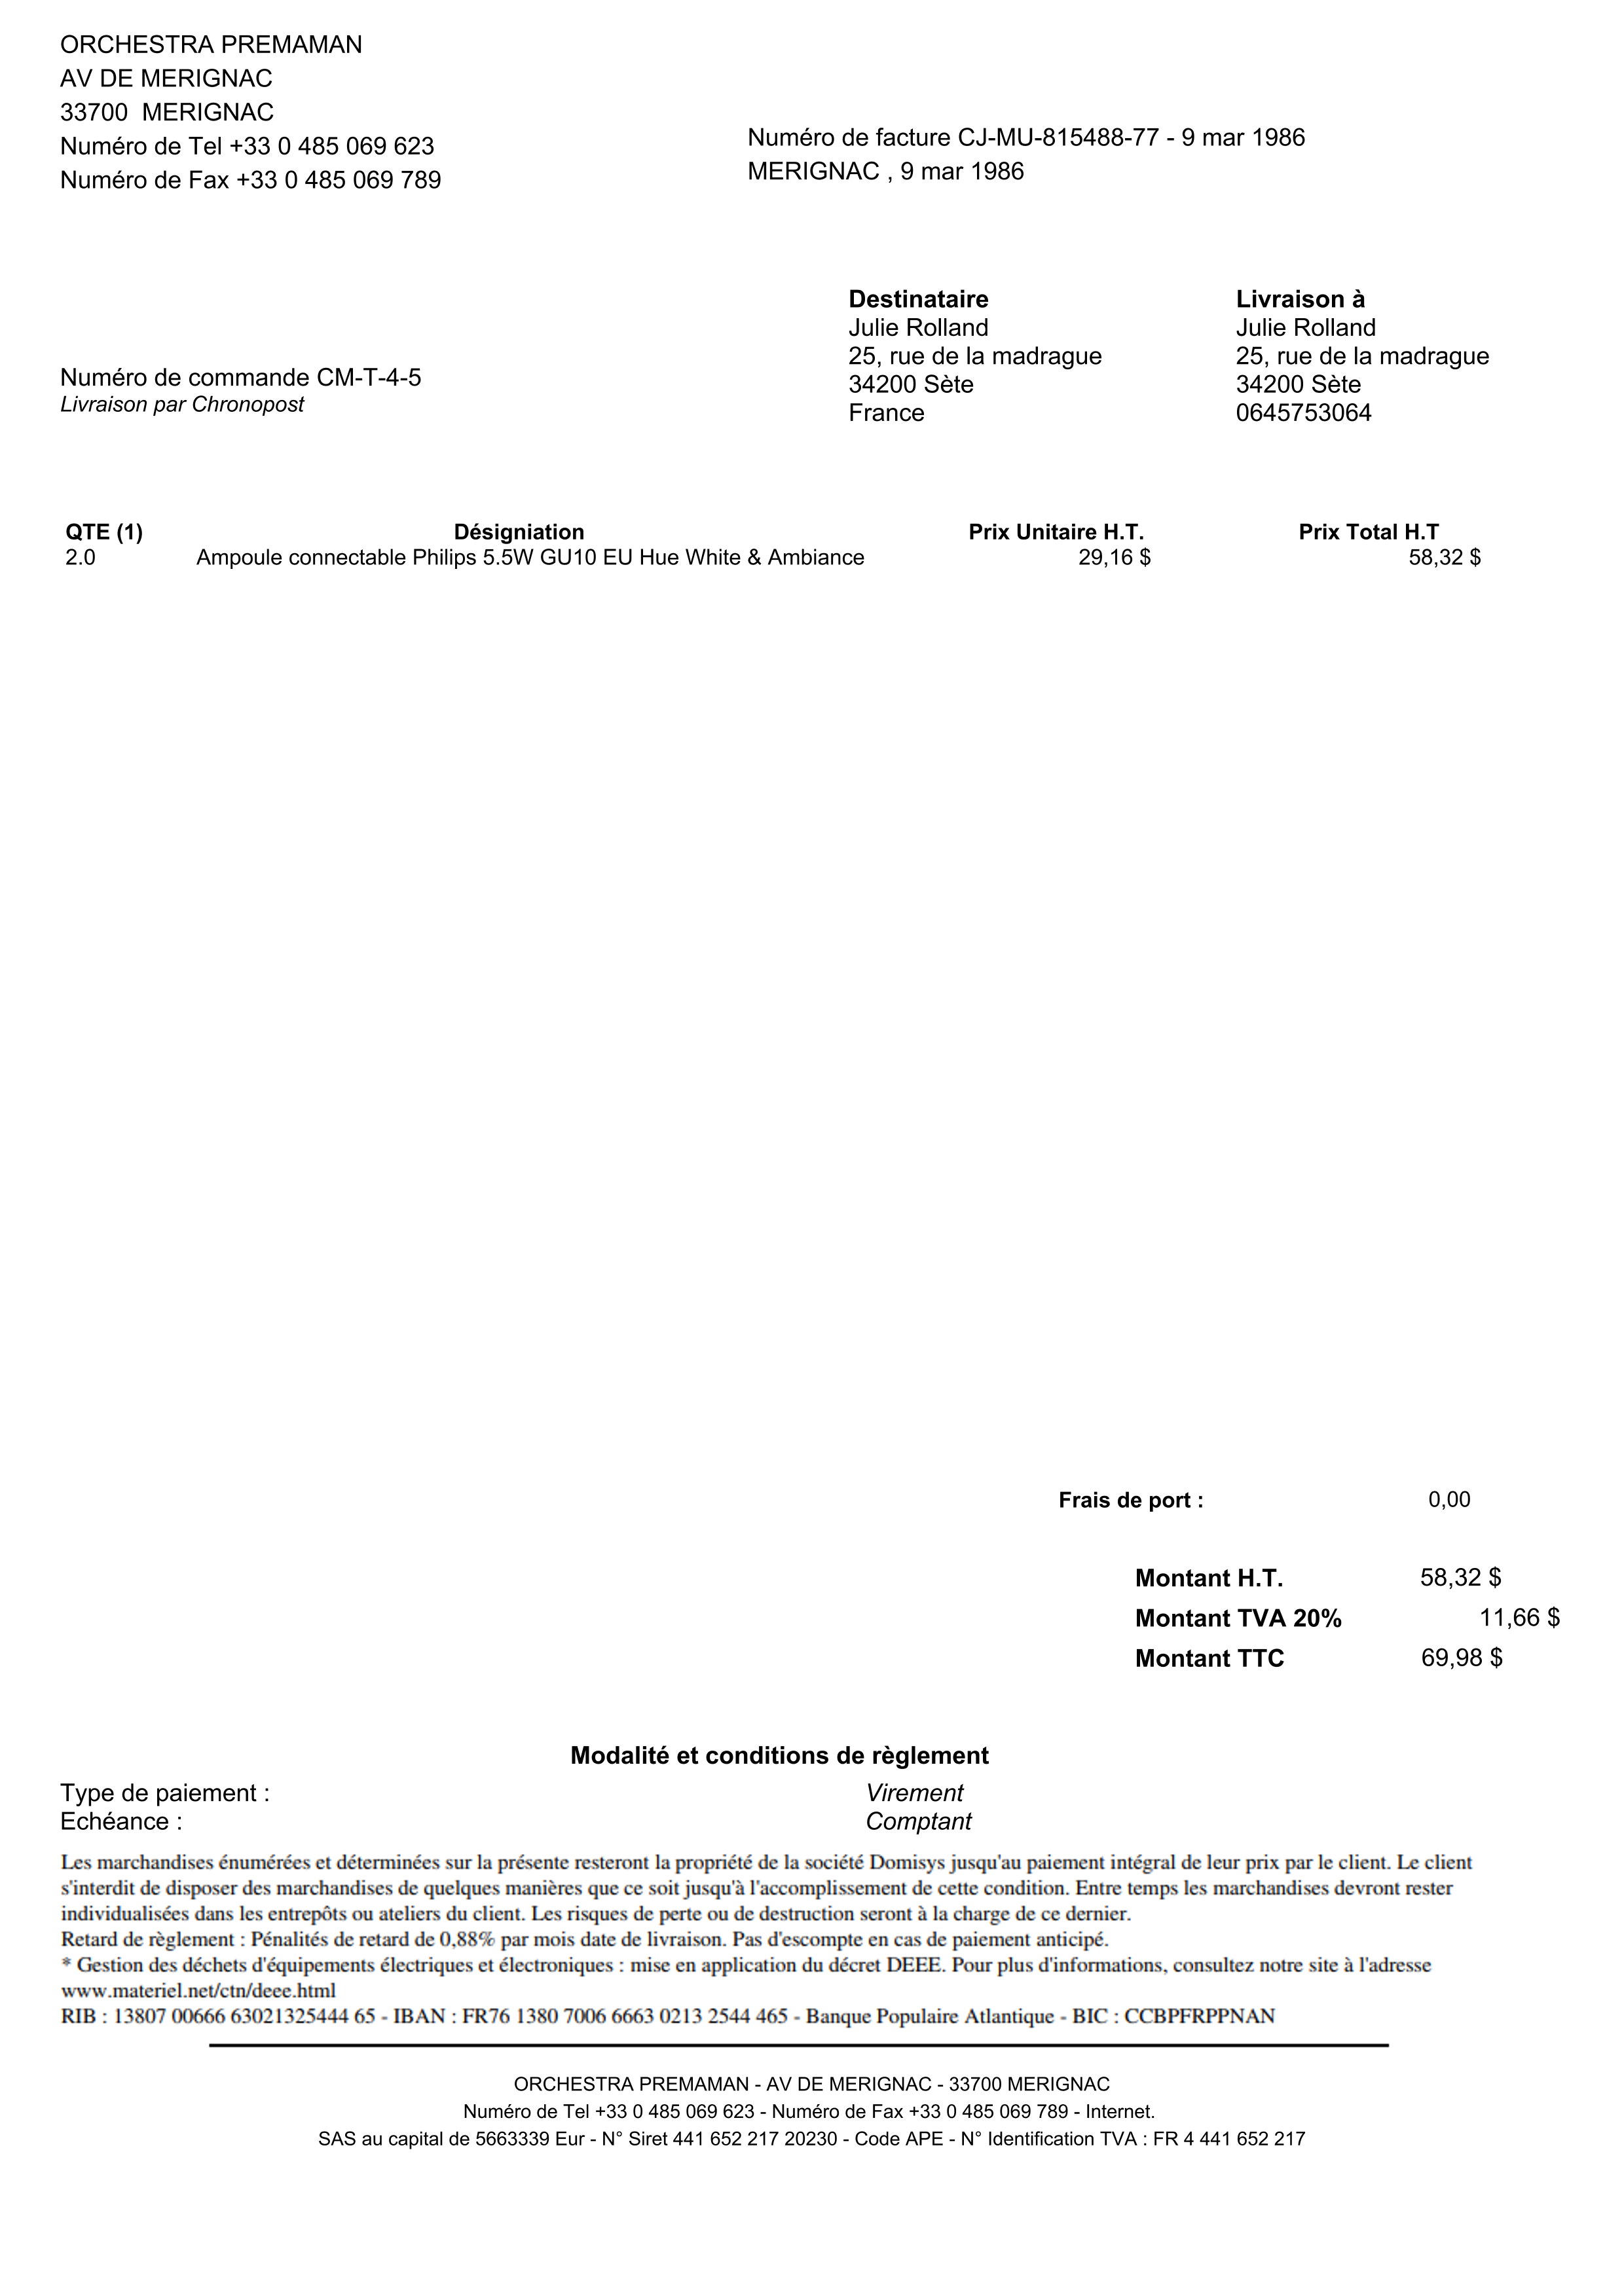 ORCHESTRA PREMAMAN
AV DE MERIGNAC
33700 MERIGNAC
Numéro de Tel +33 0 485 069 623
Numéro de Fax +33 0 485 069 789
Numéro de facture CJ-MU-815488-77 - 9 mar 1986
MERIGNAC , 9 mar 1986
Numéro de commande CM-T-4-5
Livraison par Chronopost
Destinataire
Julie Rolland
25, rue de la madrague
34200 Sète
France
Livraison à
Julie Rolland
25, rue de la madrague
34200 Sète
0645753064
QTE (1) Désigniation Prix Unitaire H.T. Prix Total H.T
2.0 Ampoule connectable Philips 5.5W GU10 EU Hue White & Ambiance 29,16 $ 58,32 $
Frais de port : 0,00
Montant H.T. 58,32 $
Montant TVA 20% 11,66 $
Montant TTC 69,98 $
Modalité et conditions de règlement
Type de paiement : Virement
Echéance : Comptant
Les marchandises énumérées et déterminées sur la présente resteront la propriété de la société Domisys jusqu'au paiement intégral de leur prix par le client. Le client
s'interdit de disposer des marchandises de quelques manières que ce soit jusqu'à l'accomplissement de cette condition. Entre temps les marchandises devront rester
individualisées dans les entrepôts ou ateliers du client. Les risques de perte ou de destruction seront à la charge de ce dernier.
Retard de règlement : Pénalités de retard de 0,88% par mois date de livraison. Pas d'escompte en cas de paiement anticipé.
* Gestion des déchets d'équipements électriques et électroniques : mise en application du décret DEEE. Pour plus d'informations, consultez notre site à l'adresse
www.materiel.net/ctn/deee.html
RIB : 13807 00666 63021325444 65 - IBAN : FR76 1380 7006 6663 0213 2544 465 - Banque Populaire Atlantique - BIC : CCBPFRPPNAN
ORCHESTRA PREMAMAN - AV DE MERIGNAC - 33700 MERIGNAC
Numéro de Tel +33 0 485 069 623 - Numéro de Fax +33 0 485 069 789 - Internet.
SAS au capital de 5663339 Eur - N° Siret 441 652 217 20230 - Code APE - N° Identification TVA : FR 4 441 652 217